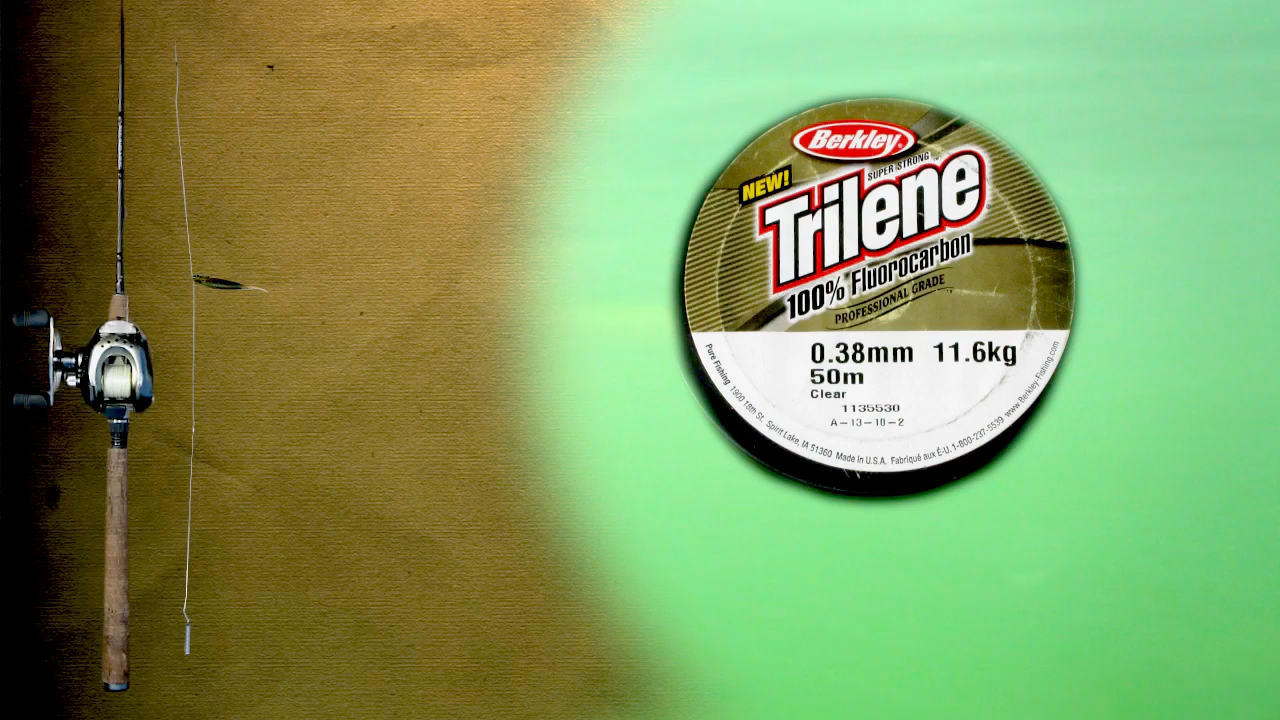 Berkley
NEW!
SUPER STRONG
Trilene
100% Fluorocarbon
PROFESSIONAL GRADE
0.38mm 11.6kg
50m
Clear
1135530
A-13-10-2
Pure Fishing 1900 18th St. Spirit Lake, IA 51360 Made in U.S.A. Fabriqué aux É-U. 1-800-237-5539 www.Berkley-Fishing.com